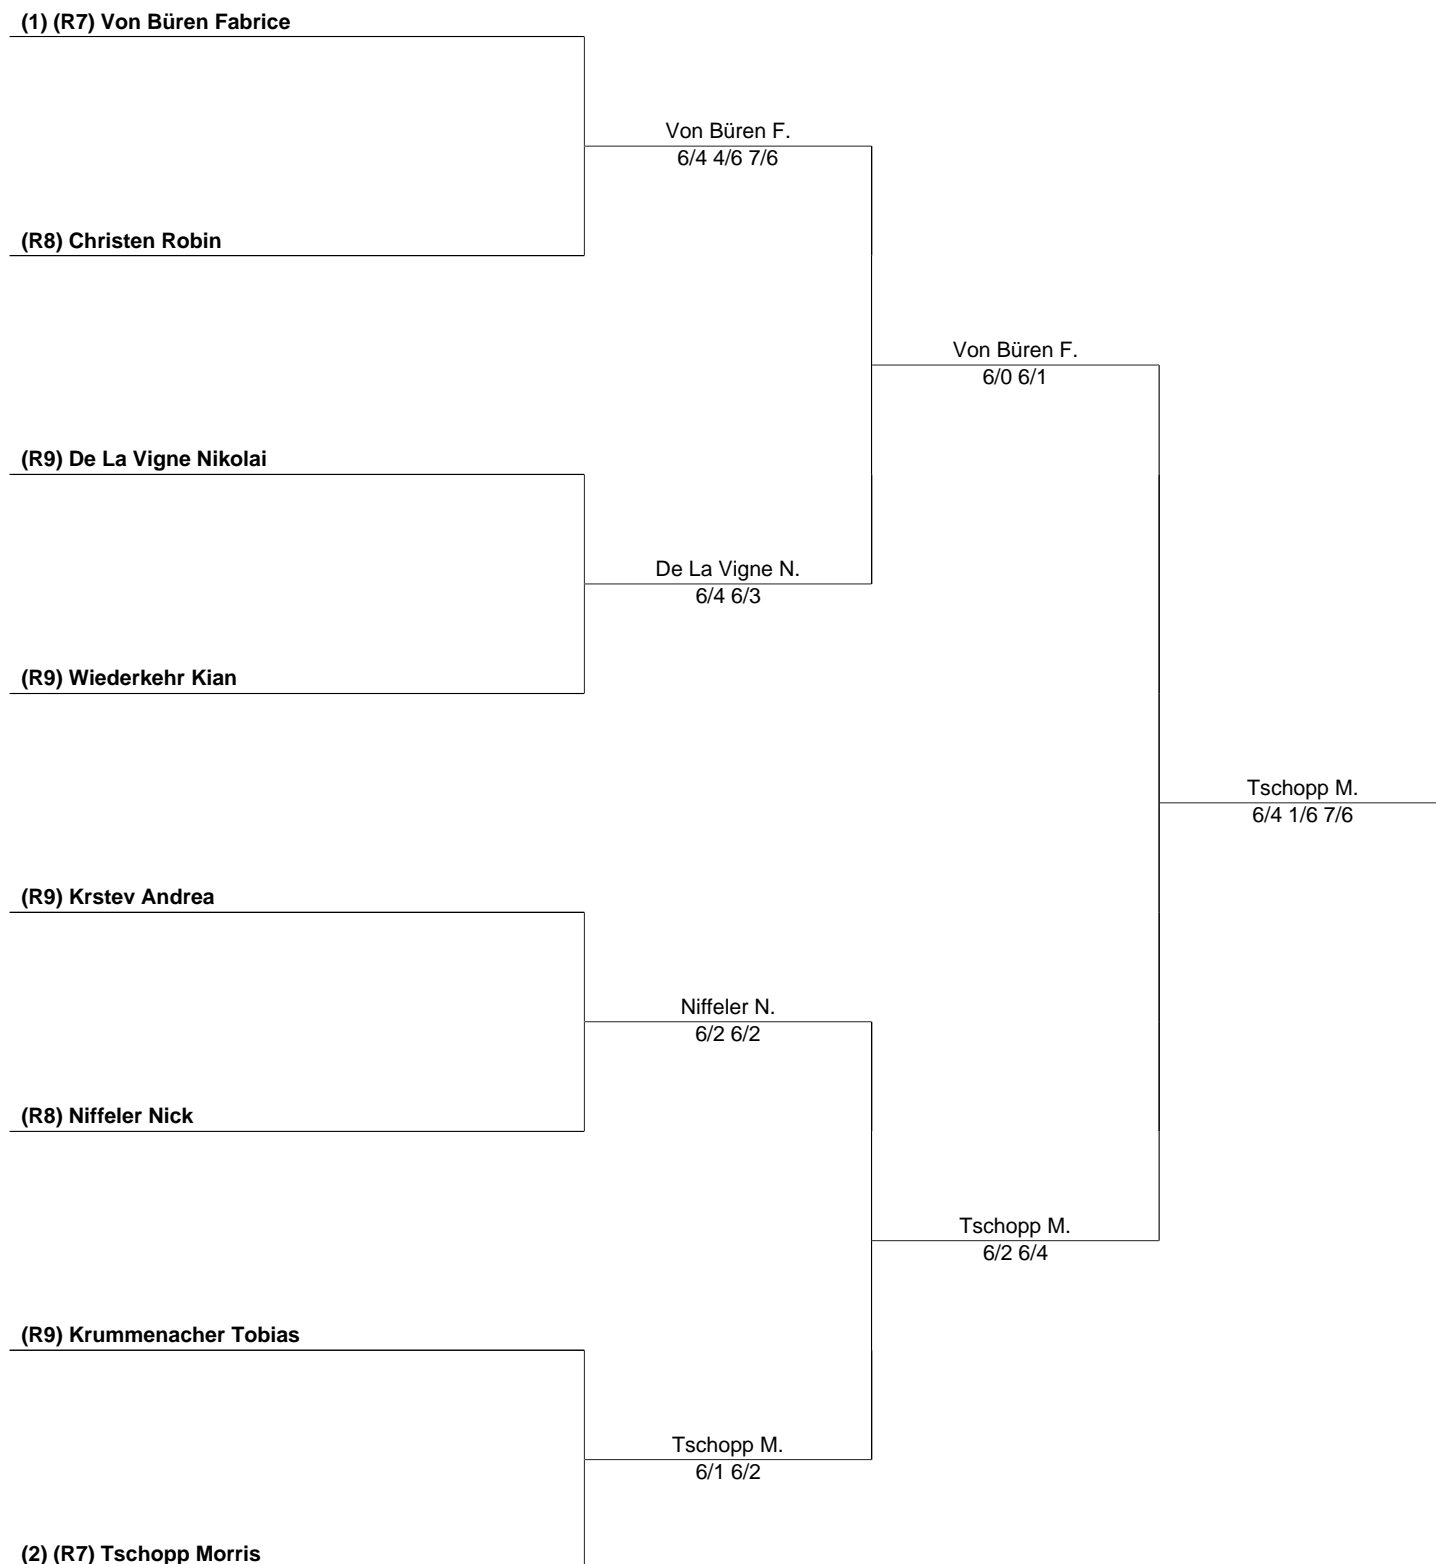 (1) (R7) Von Büren Fabrice
Von Büren F.
6/4 4/6 7/6
(R8) Christen Robin
Von Büren F.
6/0 6/1
(R9) De La Vigne Nikolai
De La Vigne N.
6/4 6/3
(R9) Wiederkehr Kian
Tschopp M.
6/4 1/6 7/6
(R9) Krstev Andrea
Niffeler N.
6/2 6/2
(R8) Niffeler Nick
Tschopp M.
6/2 6/4
(R9) Krummenacher Tobias
Tschopp M.
6/1 6/2
(2) (R7) Tschopp Morris